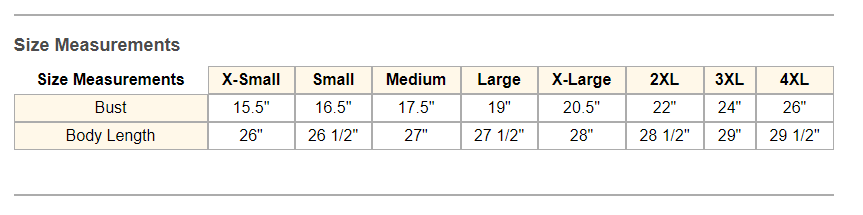 Size Measurements
Size Measurements X-Small Small Medium Large X-Large 2XL 3XL 4XL
Bust 15.5" 16.5" 17.5" 19" 20.5" 22" 24" 26"
Body Length 26" 26 1/2" 27" 27 1/2" 28" 28 1/2" 29" 29 1/2"